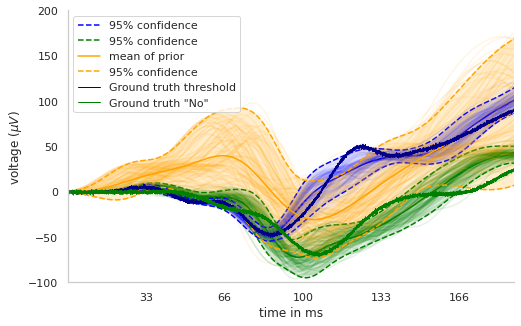 200
150
100
50
0
−50
−100
voltage (μV)
95% confidence
95% confidence
mean of prior
95% confidence
Ground truth threshold
Ground truth "No"
33
66
100
133
166
time in ms